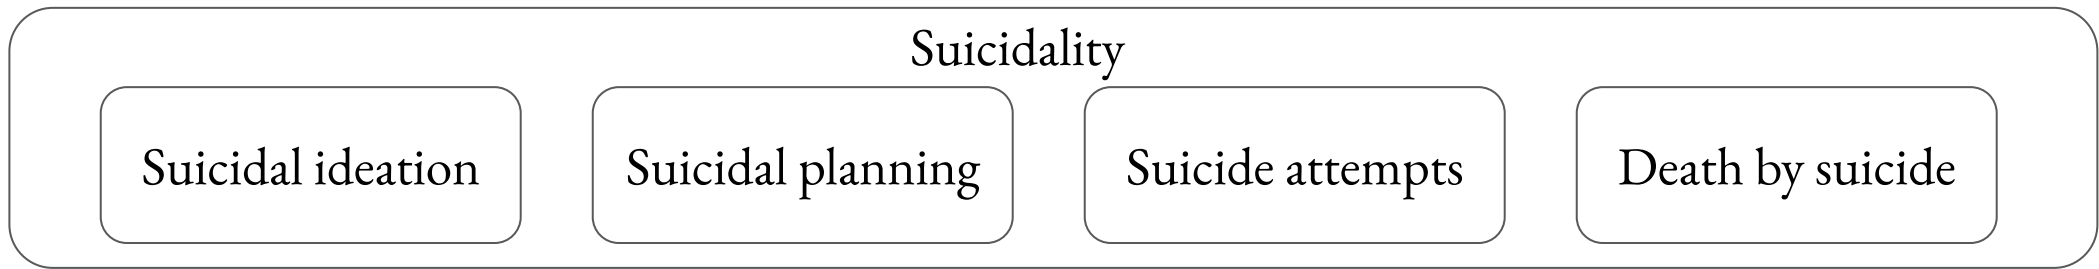 Suicidality
Suicidal ideation
Suicidal planning
Suicide attempts
Death by suicide